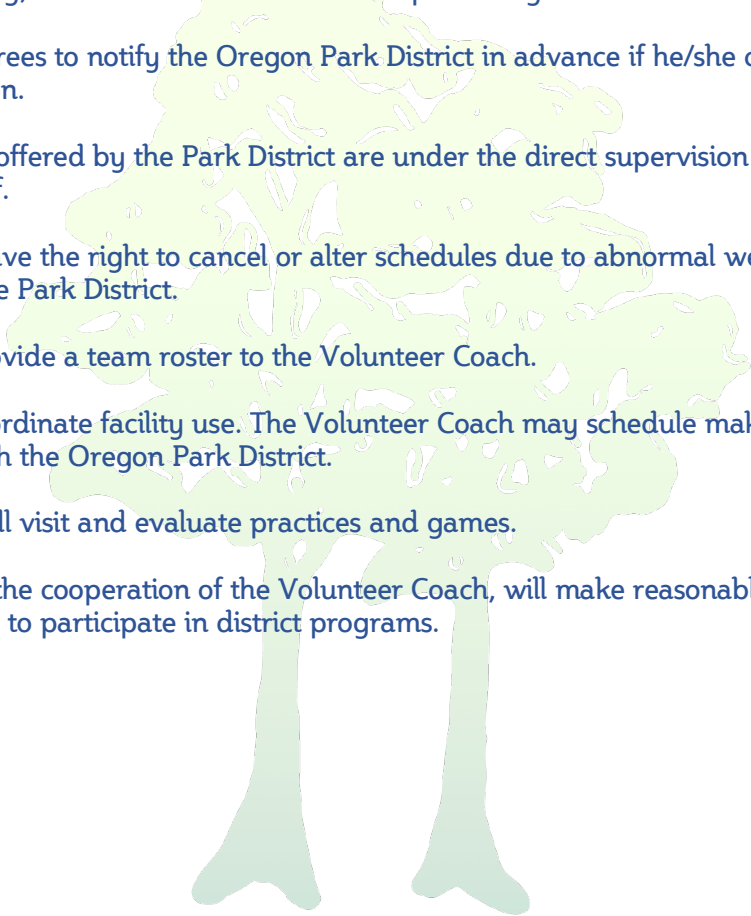 rees to notify the Oregon Park District in advance if he/she
n.
offered by the Park District are under the direct supervision
ve the right to cancel or alter schedules due to abnormal we
e Park District.
vide a team roster to the Volunteer Coach.
rdinate facility use. The Volunteer Coach may schedule mak
h the Oregon Park District.
ll visit and evaluate practices and games.
the cooperation of the Volunteer Coach, will make reasonabl
to participate in district programs.